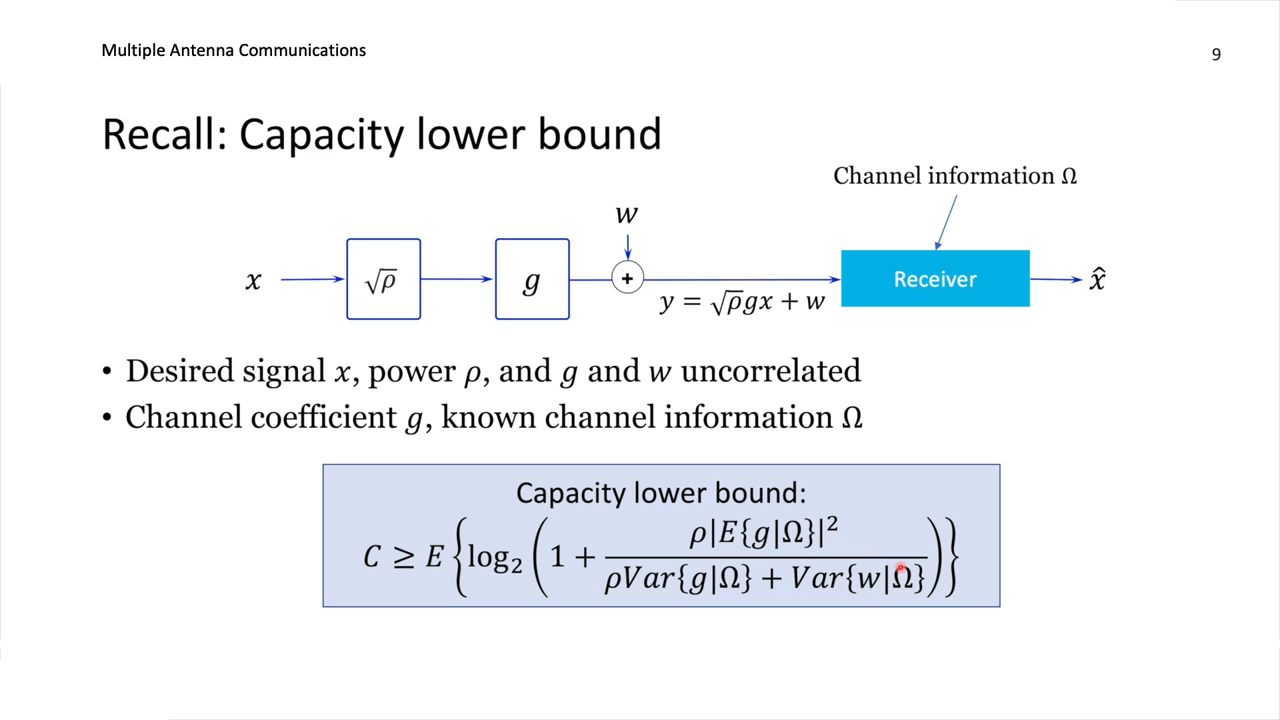 Multiple Antenna Communications
9
Recall: Capacity lower bound
Channel information Ω
w
x
√ρ
g
+
y = √ρgx + w
Receiver
x̂
• Desired signal x, power ρ, and g and w uncorrelated
• Channel coefficient g, known channel information Ω
Capacity lower bound:
C ≥ E{log₂(1 + ρ|E{g|Ω}|² / ρVar{g|Ω} + Var{w|Ω})}